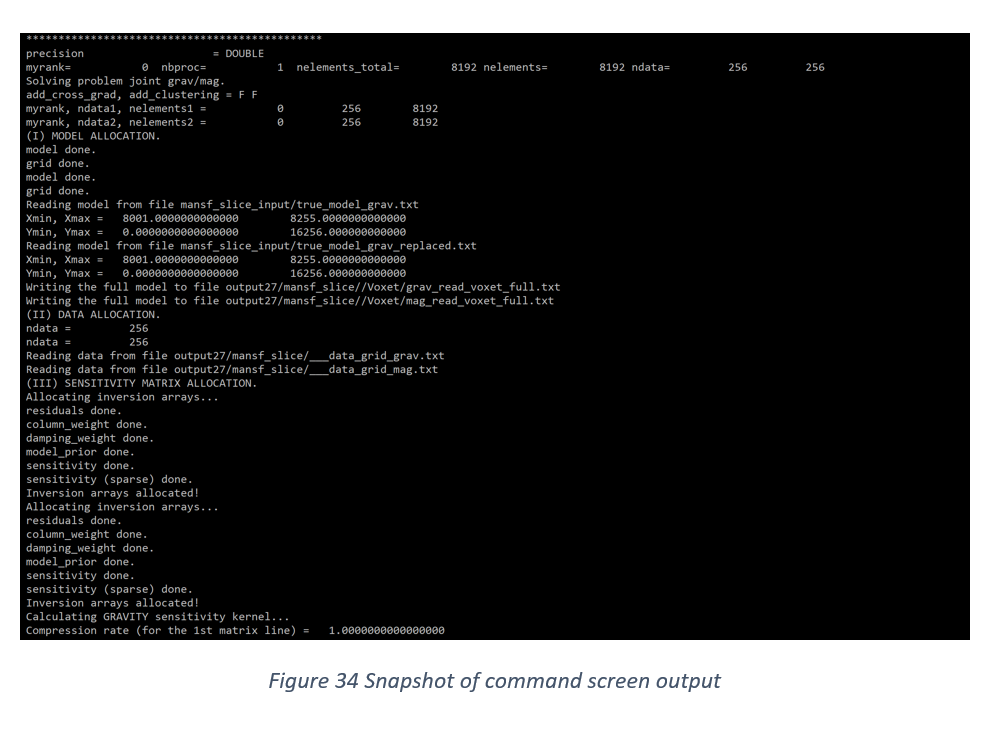 **********************************************
precision = DOUBLE
myrank= 0 nbproc= 1 nelements_total= 8192 nelements= 8192 ndata= 256 256
Solving problem joint grav/mag.
add_cross_grad, add_clustering = F F
myrank, ndata1, nelements1 = 0 256 8192
myrank, ndata2, nelements2 = 0 256 8192
(I) MODEL ALLOCATION.
model done.
grid done.
model done.
grid done.
Reading model from file mansf_slice_input/true_model_grav.txt
Xmin, Xmax = 8001.0000000000000 8255.0000000000000
Ymin, Ymax = 0.0000000000000000 16256.000000000000
Reading model from file mansf_slice_input/true_model_grav_replaced.txt
Xmin, Xmax = 8001.0000000000000 8255.0000000000000
Ymin, Ymax = 0.0000000000000000 16256.000000000000
Writing the full model to file output27/mansf_slice//Voxet/grav_read_voxet_full.txt
Writing the full model to file output27/mansf_slice//Voxet/mag_read_voxet_full.txt
(II) DATA ALLOCATION.
ndata = 256
ndata = 256
Reading data from file output27/mansf_slice/___data_grid_grav.txt
Reading data from file output27/mansf_slice/___data_grid_mag.txt
(III) SENSITIVITY MATRIX ALLOCATION.
Allocating inversion arrays...
residuals done.
column_weight done.
damping_weight done.
model_prior done.
sensitivity done.
sensitivity (sparse) done.
Inversion arrays allocated!
Allocating inversion arrays...
residuals done.
column_weight done.
damping_weight done.
model_prior done.
sensitivity done.
sensitivity (sparse) done.
Inversion arrays allocated!
Calculating GRAVITY sensitivity kernel...
Compression rate (for the 1st matrix line) = 1.0000000000000000
Figure 34 Snapshot of command screen output